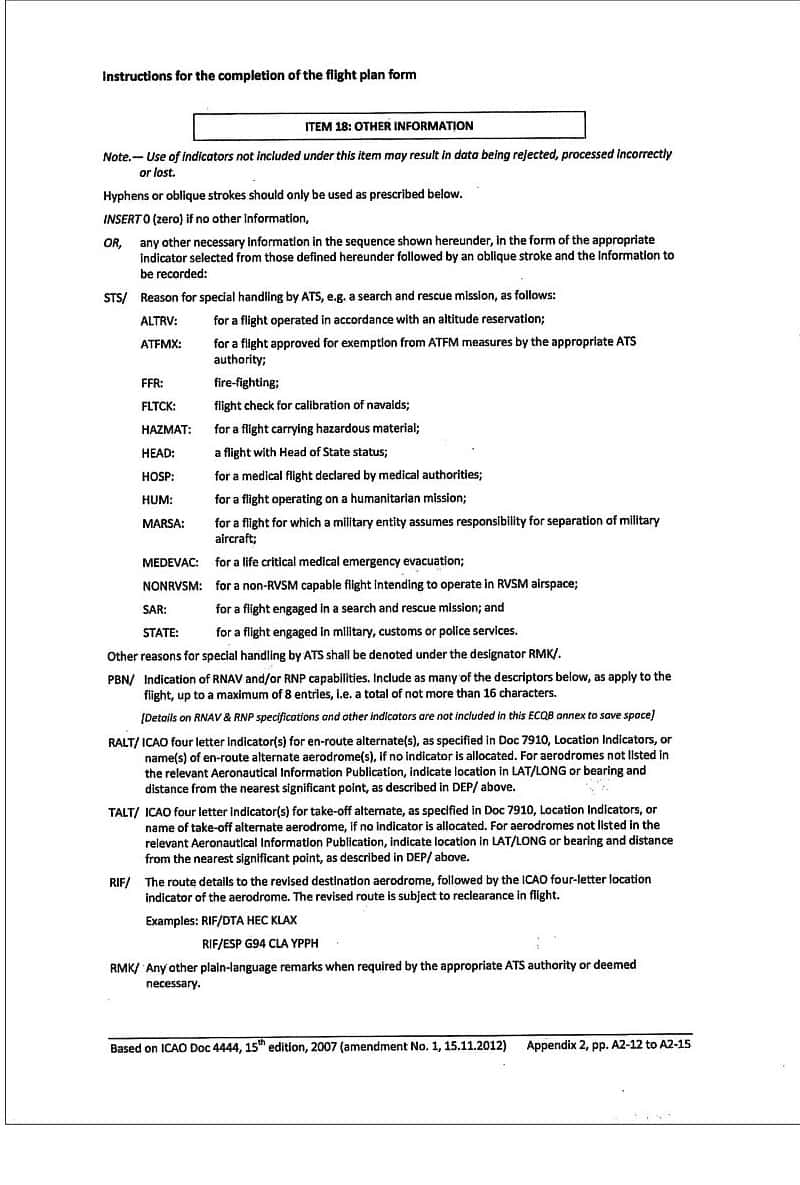 Instructions for the completion of the flight plan form
ITEM 18: OTHER INFORMATION
Note.— Use of indicators not included under this item may result in data being rejected, processed incorrectly
or lost.
Hyphens or oblique strokes should only be used as prescribed below.
INSERT 0 (zero) if no other information,
OR, any other necessary information in the sequence shown hereunder, in the form of the appropriate
indicator selected from those defined hereunder followed by an oblique stroke and the information to
be recorded:
STS/ Reason for special handling by ATS, e.g. a search and rescue mission, as follows:
ALTRV: for a flight operated in accordance with an altitude reservation;
ATFMX: for a flight approved for exemption from ATFM measures by the appropriate ATS
authority;
FFR: fire-fighting;
FLTCK: flight check for calibration of navaids;
HAZMAT: for a flight carrying hazardous material;
HEAD: a flight with Head of State status;
HOSP: for a medical flight declared by medical authorities;
HUM: for a flight operating on a humanitarian mission;
MARSA: for a flight for which a military entity assumes responsibility for separation of military
aircraft;
MEDEVAC: for a life critical medical emergency evacuation;
NONRVSM: for a non-RVSM capable flight intending to operate in RVSM airspace;
SAR: for a flight engaged in a search and rescue mission; and
STATE: for a flight engaged in military, customs or police services.
Other reasons for special handling by ATS shall be denoted under the designator RMK/.
PBN/ Indication of RNAV and/or RNP capabilities. Include as many of the descriptors below, as apply to the
flight, up to a maximum of 8 entries, i.e. a total of not more than 16 characters.
[Details on RNAV & RNP specifications and other indicators are not included in this ECQB annex to save space]
RALT/ ICAO four letter indicator(s) for en-route alternate(s), as specified in Doc 7910, Location Indicators, or
name(s) of en-route alternate aerodrome(s), if no indicator is allocated. For aerodromes not listed in
the relevant Aeronautical Information Publication, indicate location in LAT/LONG or bearing and
distance from the nearest significant point, as described in DEP/ above.
TALT/ ICAO four letter indicator(s) for take-off alternate, as specified in Doc 7910, Location Indicators, or
name of take-off alternate aerodrome, if no indicator is allocated. For aerodromes not listed in the
relevant Aeronautical Information Publication, indicate location in LAT/LONG or bearing and distance
from the nearest significant point, as described in DEP/ above.
RIF/ The route details to the revised destination aerodrome, followed by the ICAO four-letter location
indicator of the aerodrome. The revised route is subject to reclearance in flight.
Examples: RIF/DTA HEC KLAX
RIF/ESP G94 CLA YPPH
RMK/ Any other plain-language remarks when required by the appropriate ATS authority or deemed
necessary.
Based on ICAO Doc 4444, 15th edition, 2007 (amendment No. 1, 15.11.2012) Appendix 2, pp. A2-12 to A2-15